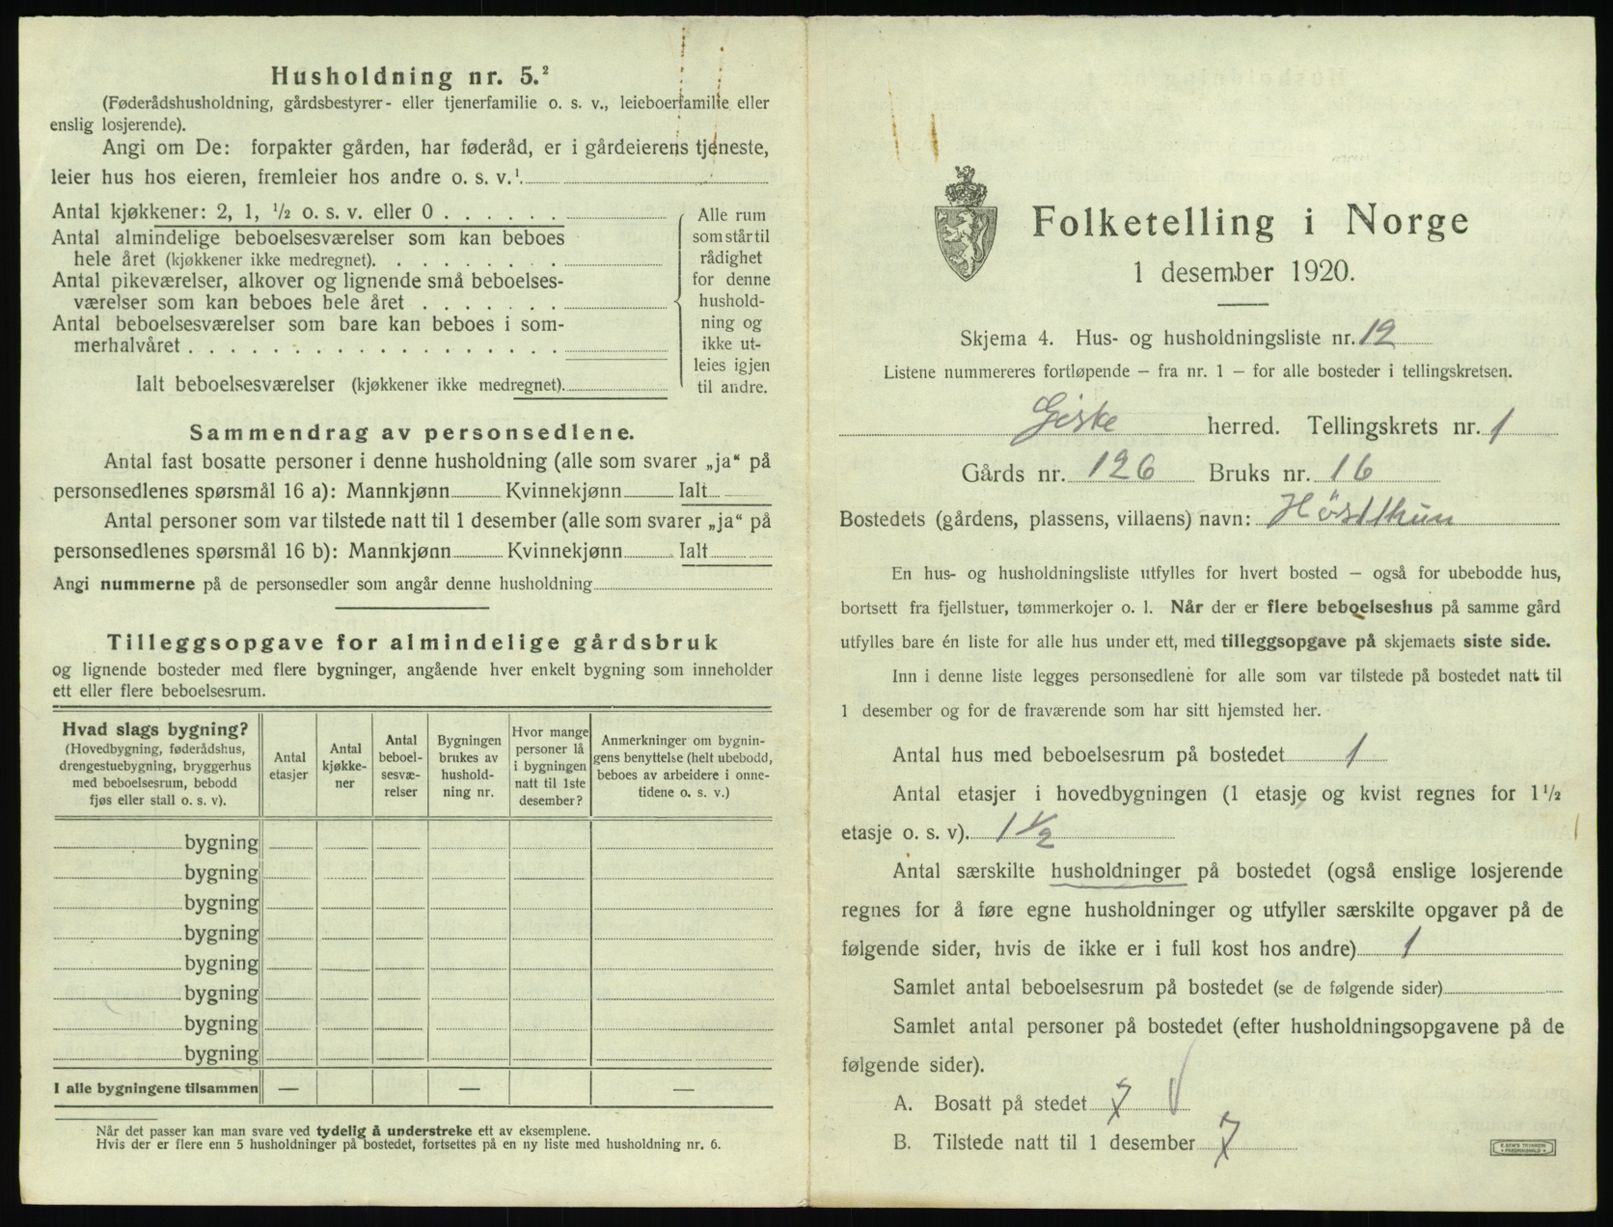 Husholdning nr. 5.²
(Føderådshusholdning, gårdsbestyrer- eller tjenerfamilie o. s. v., leieboerfamilie eller
enslig losjerende).
Angi om De: forpakter gården, har føderåd, er i gårdeierens tjeneste,
leier hus hos eieren, fremleier hos andre o. s. v.¹
Antal kjøkkener: 2, 1, ½ o. s. v. eller 0 . . . . . .
Antal almindelige beboelsesværelser som kan beboes
hele året (kjøkkener ikke medregnet). . . . . . . .
Antal pikeværelser, alkover og lignende små beboelses-
værelser som kan beboes hele året . . . . . .
Antal beboelsesværelser som bare kan beboes i som-
merhalvåret . . . . . . . . . . . . . . .
Ialt beboelsesværelser (kjøkkener ikke medregnet).
Alle rum
som står til
rådighet
for denne
hushold-
ning og
ikke ut-
leies igjen
til andre.
Sammendrag av personsedlene.
Antal fast bosatte personer i denne husholdning (alle som svarer „ja“ på
personsedlenes spørsmål 16 a): Mannkjønn Kvinnekjønn Ialt
Antal personer som var tilstede natt til 1 desember (alle som svarer „ja“ på
personsedlenes spørsmål 16 b): Mannkjønn Kvinnekjønn Ialt
Angi nummerne på de personsedler som angår denne husholdning
Tilleggsopgave for almindelige gårdsbruk
og lignende bosteder med flere bygninger, angående hver enkelt bygning som inneholder
ett eller flere beboelsesrum.
Hvad slags bygning?
(Hovedbygning, føderådshus,
drengestuebygning, bryggerhus
med beboelsesrum, bebodd
fjøs eller stall o. s. v).
Antal
etasjer
Antal
kjøkke-
ner
Antal
beboel-
sesvæ-
relser
Bygningen
brukes av
hushold-
ning nr.
Hvor mange
personer lå
i bygningen
natt til 1ste
desember?
Anmerkninger om bygnin-
gens benyttelse (helt ubebodd,
beboes av arbeidere i onne-
tidene o. s. v.)
bygning
bygning
bygning
bygning
bygning
bygning
bygning
bygning
I alle bygningene tilsammen — — —
Når det passer kan man svare ved tydelig å understreke ett av eksemplene.
Hvis der er flere enn 5 husholdninger på bostedet, fortsettes på en ny liste med husholdning nr. 6.
Folketelling i Norge
1 desember 1920.
Skjema 4. Hus- og husholdningsliste nr. 12
Listene nummereres fortløpende — fra nr. 1 — for alle bosteder i tellingskretsen.
Giske herred. Tellingskrets nr. 1
Gårds nr. 126 Bruks nr. 16
Bostedets (gårdens, plassens, villaens) navn:
En hus- og husholdningsliste utfylles for hvert bosted — også for ubebodde hus,
bortsett fra fjellstuer, tømmerkojer o. l. Når der er flere beboelseshus på samme gård
utfylles bare én liste for alle hus under ett, med tilleggsopgave på skjemaets siste side.
Inn i denne liste legges personsedlene for alle som var tilstede på bostedet natt til
1 desember og for de fraværende som har sitt hjemsted her.
Antal hus med beboelsesrum på bostedet 1
Antal etasjer i hovedbygningen (1 etasje og kvist regnes for 1½
etasje o. s. v). 1½
Antal særskilte husholdninger på bostedet (også enslige losjerende
regnes for å føre egne husholdninger og utfyller særskilte opgaver på de
følgende sider, hvis de ikke er i full kost hos andre) 1
Samlet antal beboelsesrum på bostedet (se de følgende sider)
Samlet antal personer på bostedet (efter husholdningsopgavene på de
følgende sider).
A. Bosatt på stedet 7
B. Tilstede natt til 1 desember 7